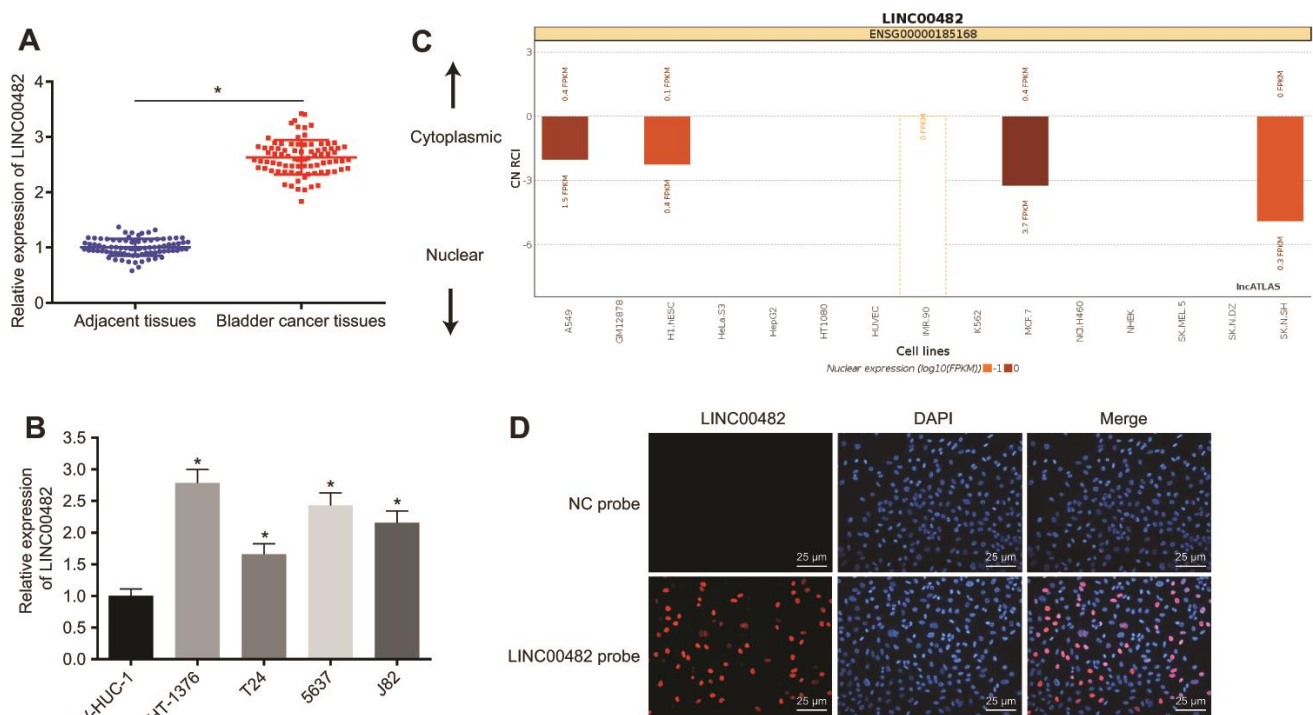 A
Relative expression of LINC00482
4
3
2
1
0
*
Adjacent tissues
Bladder cancer tissues
C
Cytoplasmic
Nuclear
LINC00482
ENSG00000185168
CN RCI
3
0
-3
-6
0.4 FPKM
0.1 FPKM
0 FPKM
0.4 FPKM
0 FPKM
1.5 FPKM
0.4 FPKM
3.7 FPKM
0.3 FPKM
lncATLAS
A549
GM12878
H1.hESC
HeLa.S3
HepG2
HT1080
HUVEC
IMR.90
K562
MCF.7
NCI.H460
NHEK
SK.MEL.5
SK.N.DZ
SK.N.SH
Cell lines
Nuclear expression (log10(FPKM)) -1 0
B
Relative expression
of LINC00482
3.5
3.0
2.5
2.0
1.5
1.0
0.5
0.0
*
*
*
*
-HUC-1
HT-1376
T24
5637
J82
D
LINC00482
DAPI
Merge
NC probe
25 μm
25 μm
25 μm
LINC00482 probe
25 μm
25 μm
25 μm